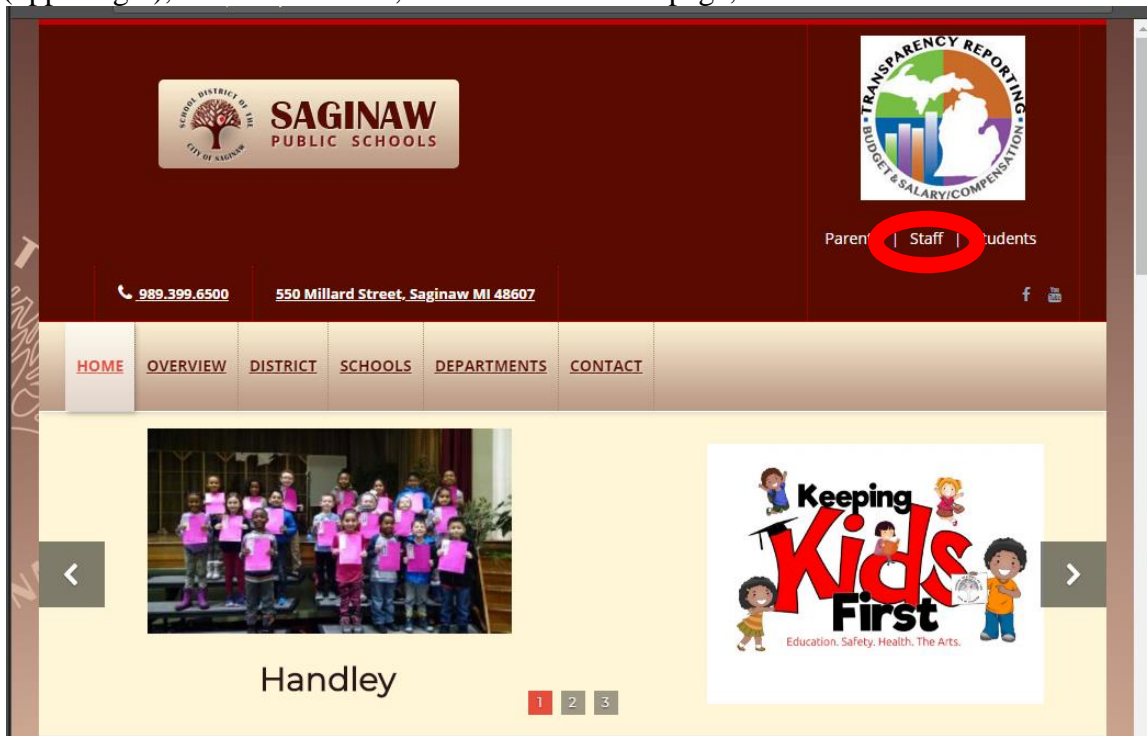 SCHOOL DISTRICT OF THE
CITY OF SAGINAW
SAGINAW
PUBLIC SCHOOLS
TRANSPARENCY REPORTING
BUDGET & SALARY/COMPENSATION
Staff |
989.399.6500
550 Millard Street, Saginaw MI 48607
HOME OVERVIEW DISTRICT SCHOOLS DEPARTMENTS CONTACT
Keeping
Kids
First
Education. Safety. Health. The Arts.
Handley
1 2 3